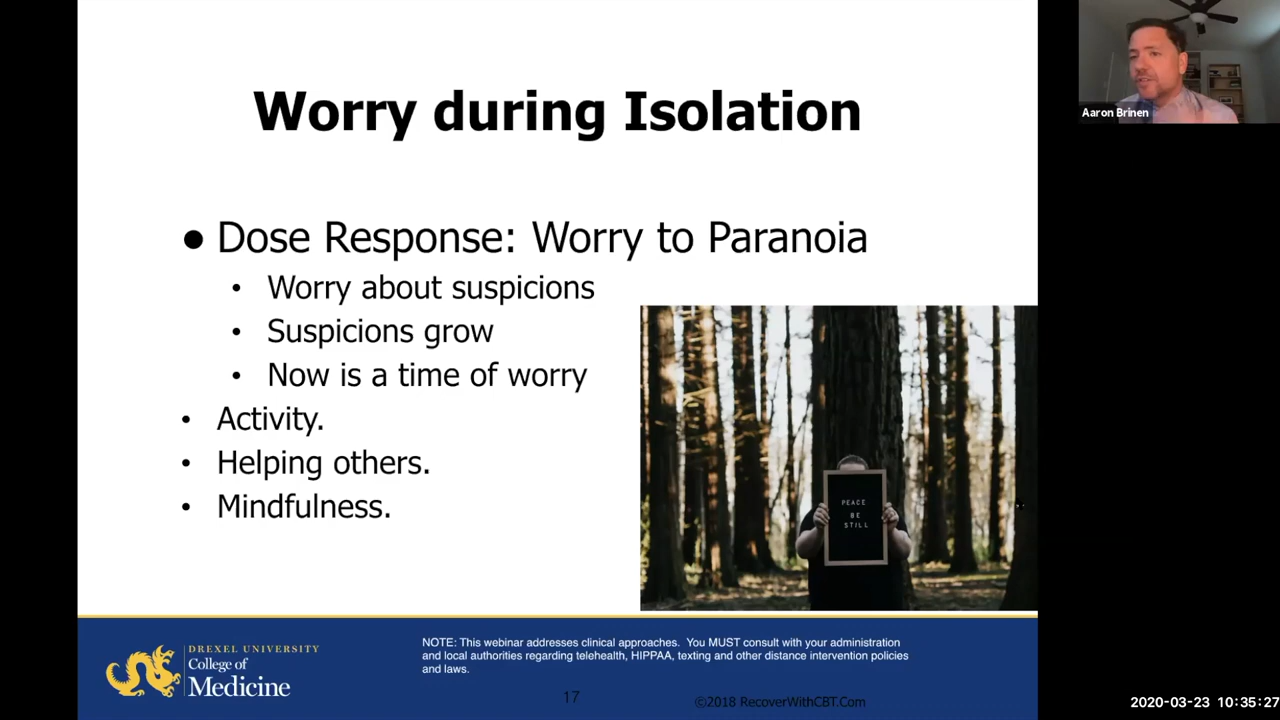 Worry during Isolation
● Dose Response: Worry to Paranoia
• Worry about suspicions
• Suspicions grow
• Now is a time of worry
• Activity.
• Helping others.
• Mindfulness.
PEACE
BE
STILL
Aaron Brinen
DREXEL UNIVERSITY
College of
Medicine
NOTE: This webinar addresses clinical approaches. You MUST consult with your administration
and local authorities regarding telehealth, HIPPAA, texting and other distance intervention policies
and laws.
17
©2018 RecoverWithCBT.Com
2020-03-23 10:35:27